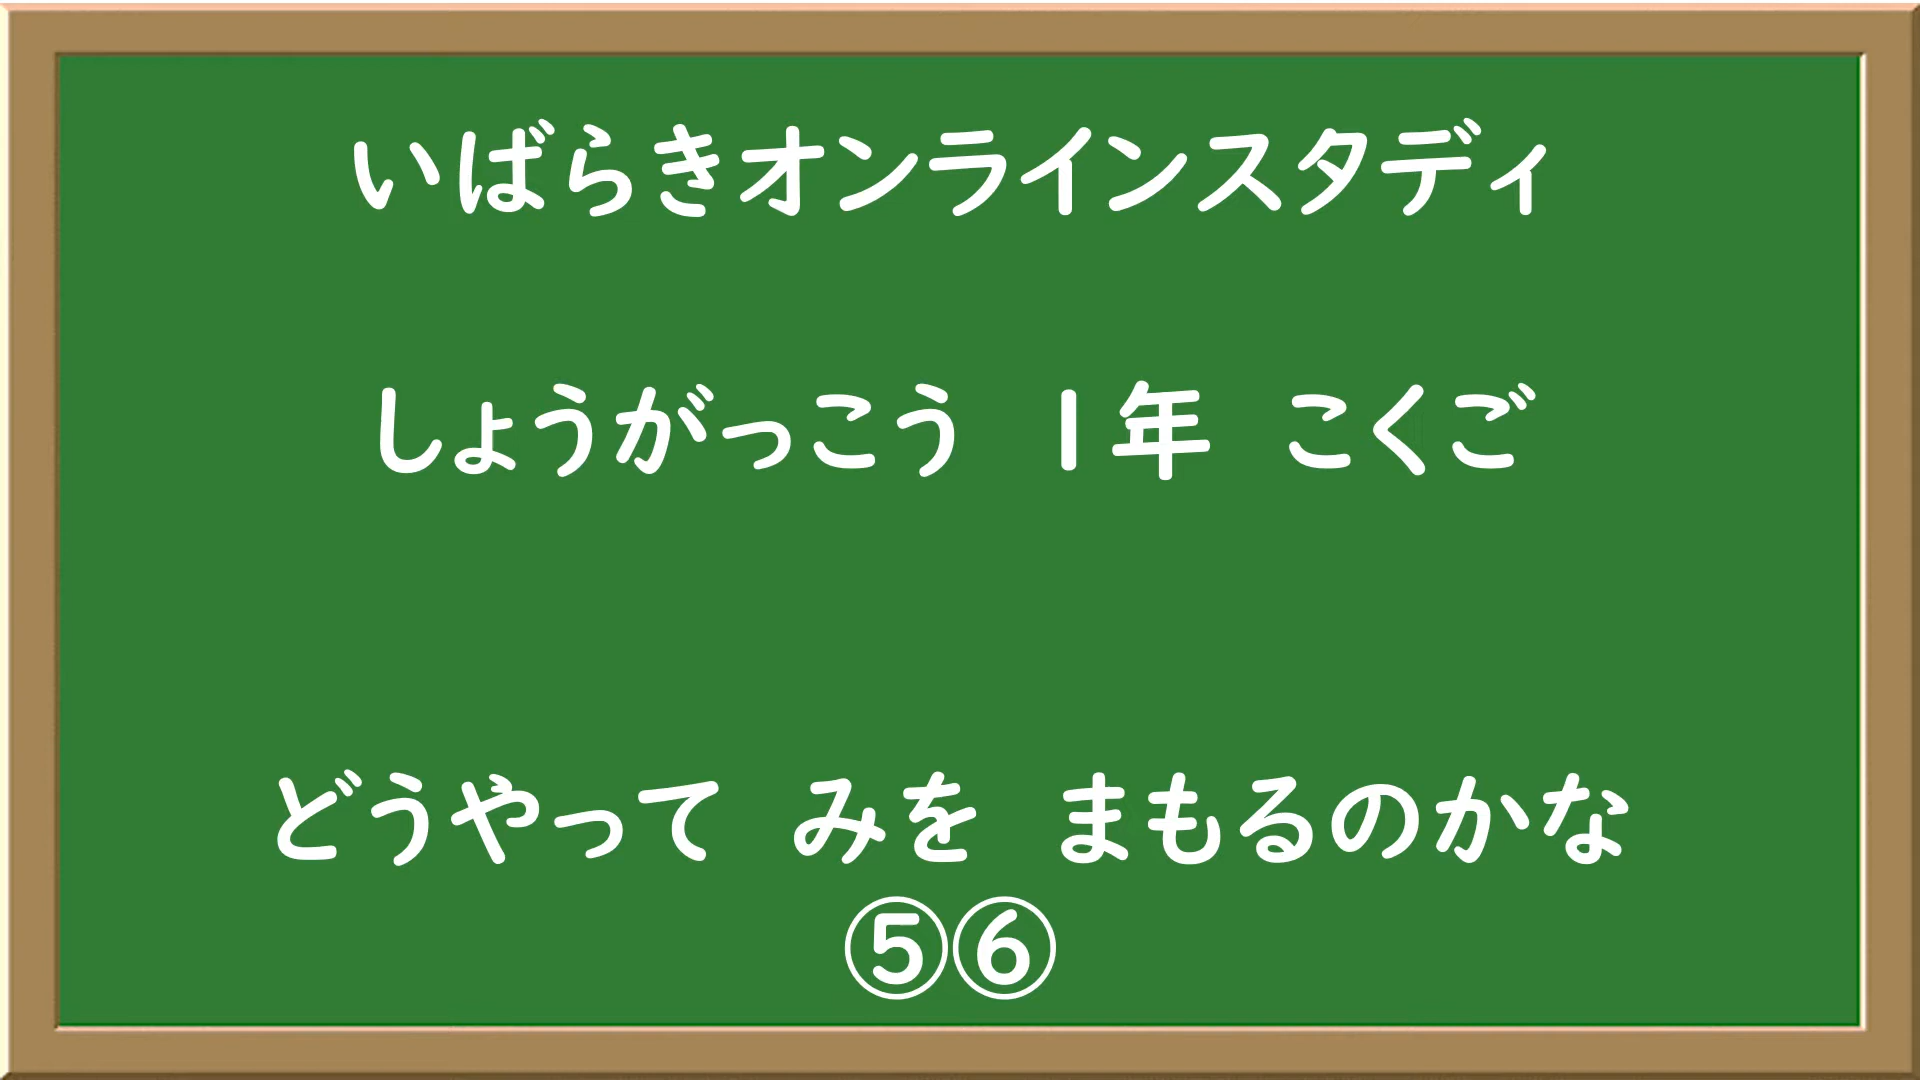 いばらきオンラインスタディ
しょうがっこう　1年　こくご
どうやって　みを　まもるのかな
⑤⑥